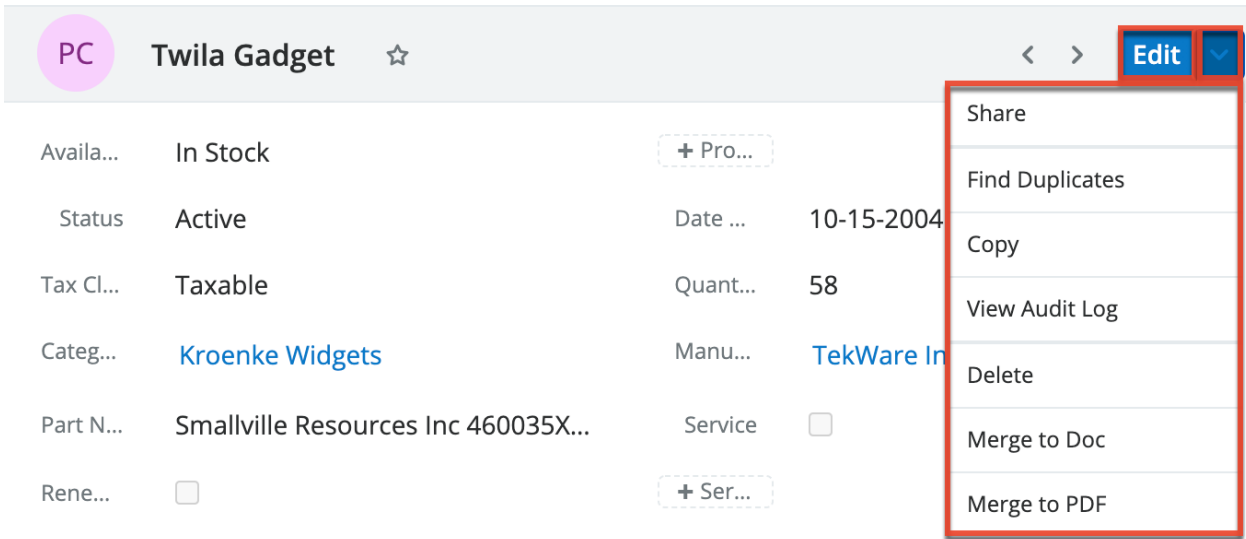 PC Twila Gadget Edit
Share
Availa... In Stock + Pro...
Find Duplicates
Status Active Date ... 10-15-2004
Copy
Tax Cl... Taxable Quant... 58
View Audit Log
Categ... Kroenke Widgets Manu... TekWare In
Delete
Part N... Smallville Resources Inc 460035X... Service
Merge to Doc
Rene... + Ser...
Merge to PDF